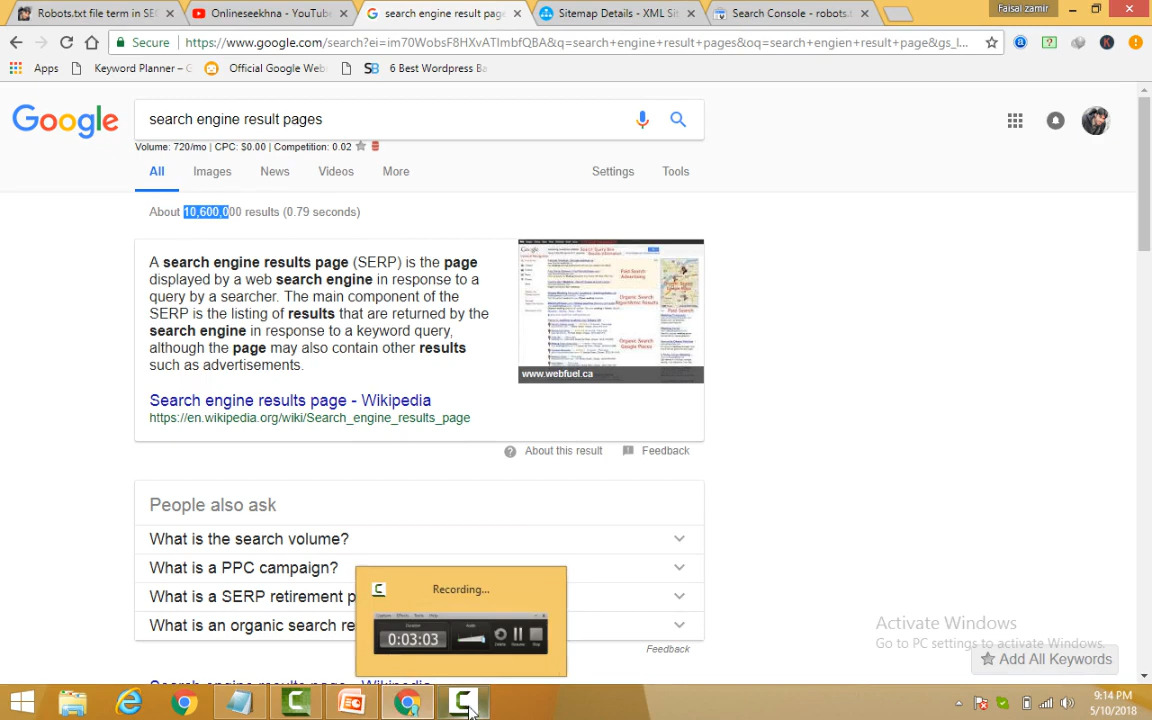 Robots.txt file term in SE
Onlineseekhna - YouTube
search engine result page
Sitemap Details - XML Sit
Search Console - robots.t
Faisal zamir
Secure
https://www.google.com/search?ei=im70WobsF8HXvATImbfQBA&q=search+engine+result+pages&oq=search+engien+result+page&gs_l...
Apps
Keyword Planner – G
Official Google Web
6 Best Wordpress Ba
Google
search engine result pages
Volume: 720/mo | CPC: $0.00 | Competition: 0.02
All
Images
News
Videos
More
Settings
Tools
About 10,600,000 results (0.79 seconds)
A search engine results page (SERP) is the page
displayed by a web search engine in response to a
query by a searcher. The main component of the
SERP is the listing of results that are returned by the
search engine in response to a keyword query,
although the page may also contain other results
such as advertisements.
www.webfuel.ca
Search engine results page - Wikipedia
https://en.wikipedia.org/wiki/Search_engine_results_page
About this result
Feedback
People also ask
What is the search volume?
What is a PPC campaign?
What is a SERP retirement p
What is an organic search re
Feedback
Recording...
0:03:03
Activate Windows
Go to PC settings to activate Windows.
Add All Keywords
Search engine results page - Wikipedia
9:14 PM
5/10/2018